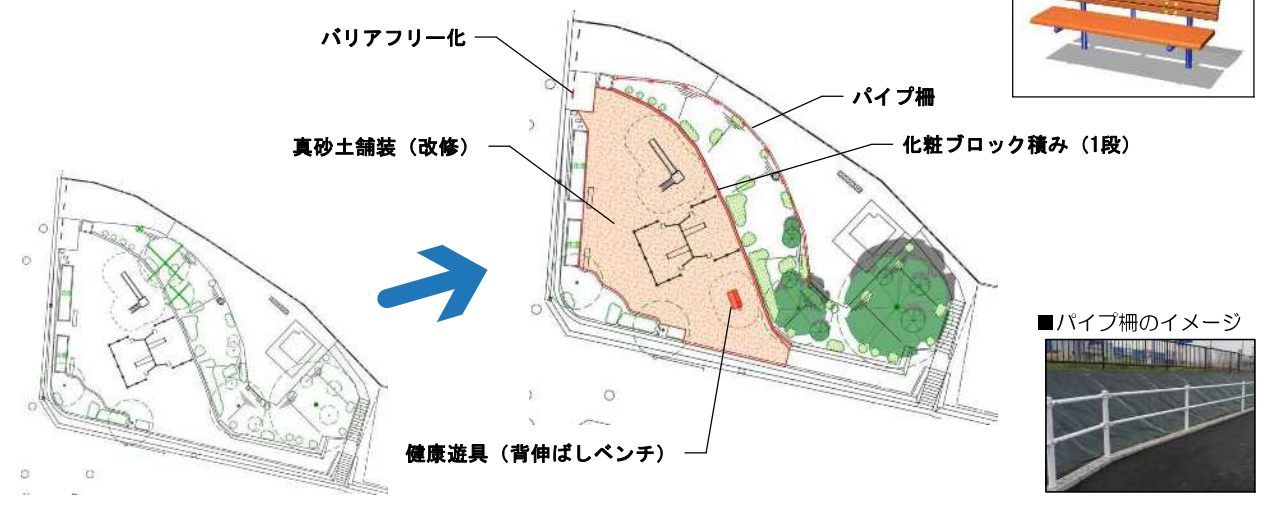 バリアフリー化
パイプ柵
真砂土舗装（改修）
化粧ブロック積み（1段）
■パイプ柵のイメージ
健康遊具（背伸ばしベンチ）